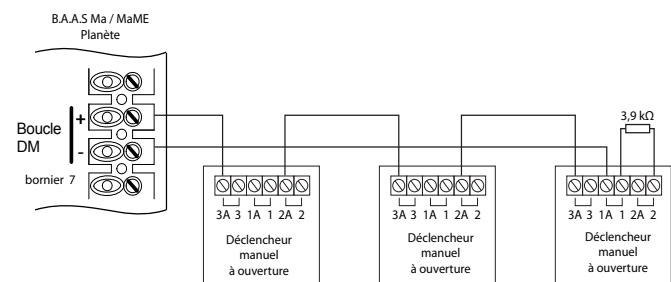 B.A.A.S Ma / MaME
Planète
Boucle
DM
+
-
bornier 7
3,9 kΩ
3A 3 1A 1 2A 2
Déclencheur
manuel
à ouverture
3A 3 1A 1 2A 2
Déclencheur
manuel
à ouverture
3A 3 1A 1 2A 2
Déclencheur
manuel
à ouverture